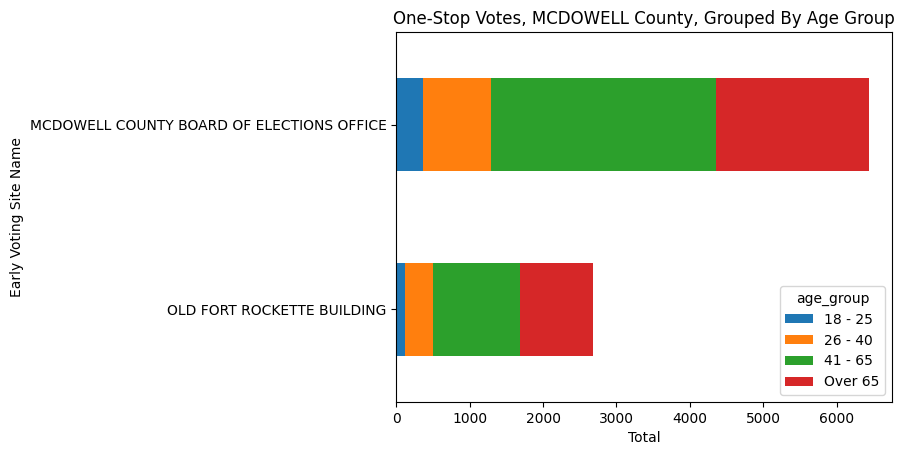 One-Stop Votes, MCDOWELL County, Grouped By Age Group
Early Voting Site Name
MCDOWELL COUNTY BOARD OF ELECTIONS OFFICE
OLD FORT ROCKETTE BUILDING
age_group
18 - 25
26 - 40
41 - 65
Over 65
0 1000 2000 3000 4000 5000 6000
Total